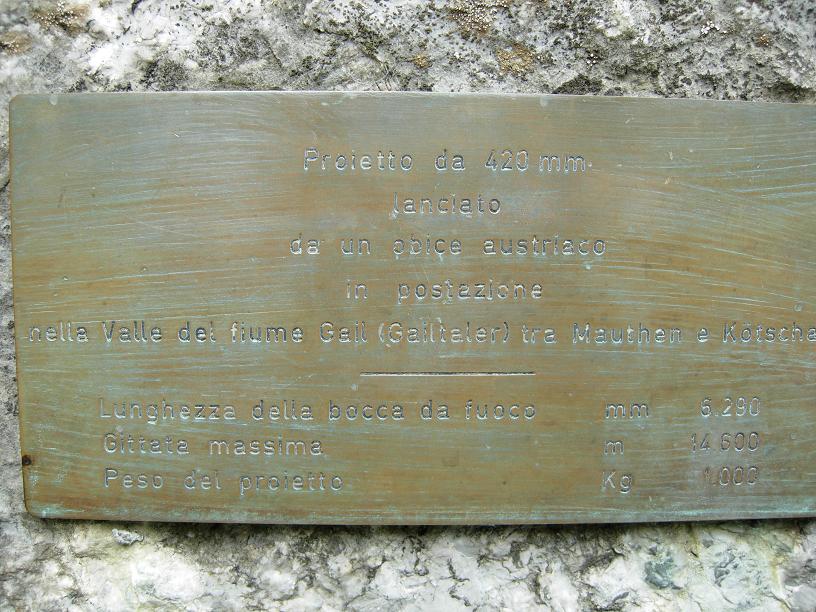 Proietto da 420 mm.
lanciato
da un obice austriaco
in postazione
nella Valle del fiume Gail (Gailtaler) tra Mauthen e Kötscha
Lunghezza della bocca da fuoco mm 6.290
Gittata massima m 14.600
Peso del proietto Kg 1.000